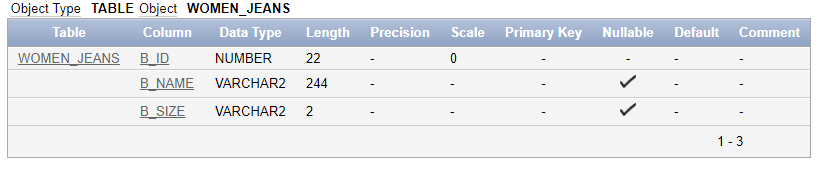 Object Type TABLE Object WOMEN_JEANS
Table Column Data Type Length Precision Scale Primary Key Nullable Default Comment
WOMEN_JEANS B_ID NUMBER 22 - 0 - - - -
B_NAME VARCHAR2 244 - - - ✓ - -
B_SIZE VARCHAR2 2 - - - ✓ - -
1 - 3